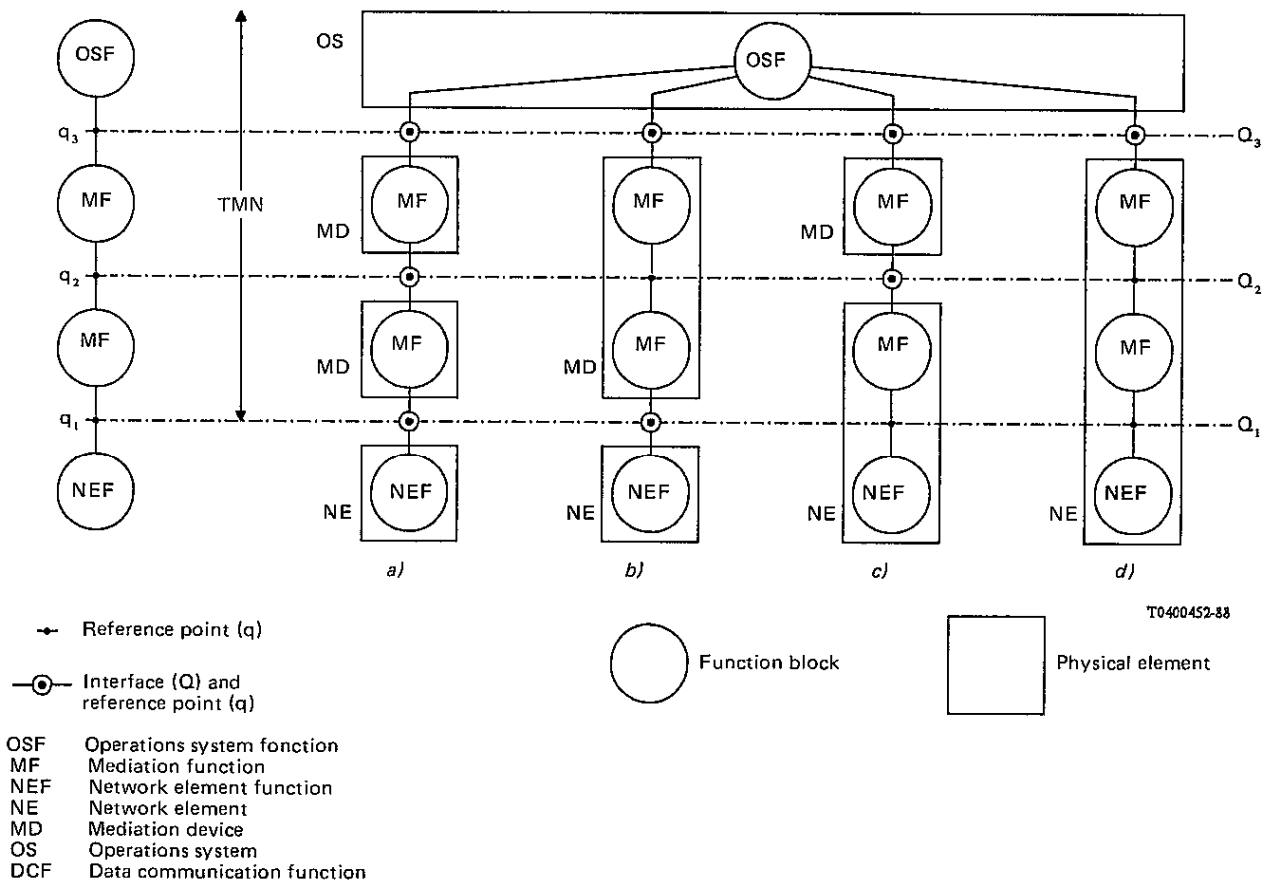 OSF
OS
OSF
q3
Q3
MF
MF
MF
MF
MF
TMN
MD
MD
q2
Q2
MF
MF
MF
MF
MF
MD
MD
q1
Q1
NEF
NEF
NEF
NEF
NEF
NE
NE
NE
NE
a)
b)
c)
d)
T0400452-88
Reference point (q)
Function block
Physical element
Interface (Q) and
reference point (q)
OSF Operations system fonction
MF Mediation function
NEF Network element function
NE Network element
MD Mediation device
OS Operations system
DCF Data communication function